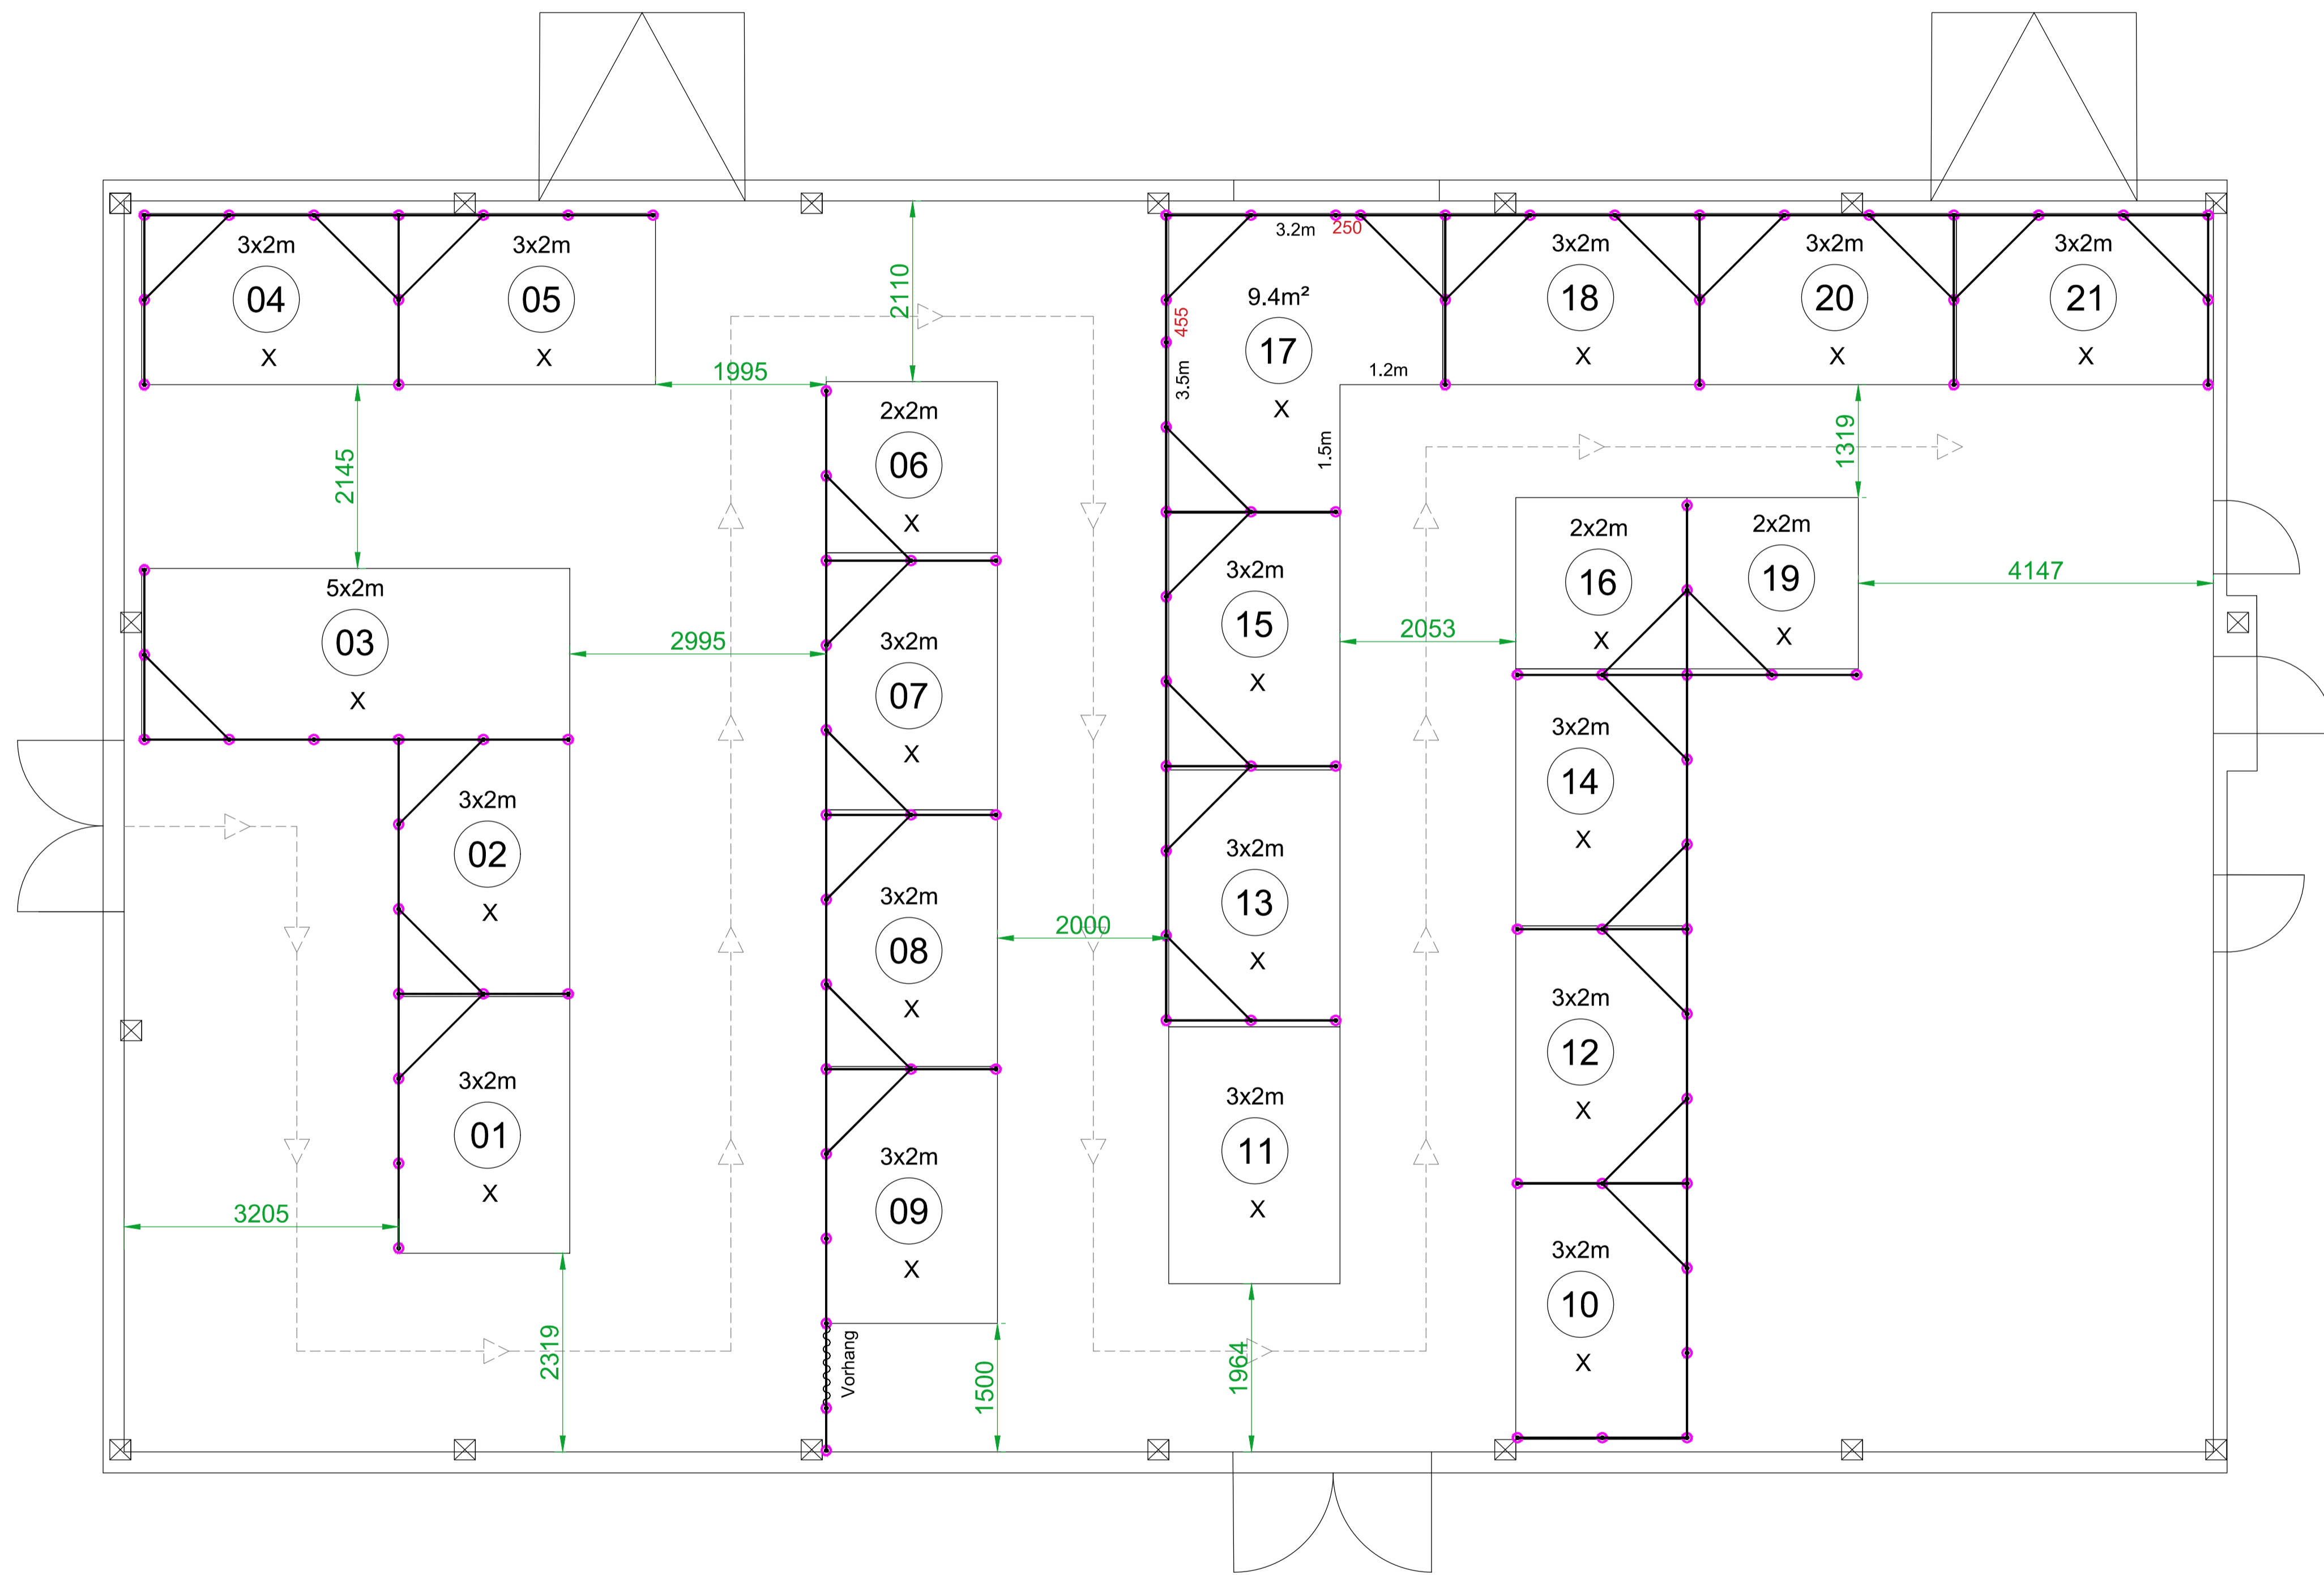 3x2m
04
X
3x2m
05
X
2110
1995
2145
3.2m
250
9.4m²
17
X
455
3.5m
1.2m
1.5m
3x2m
18
X
3x2m
20
X
3x2m
21
X
1319
2x2m
06
X
5x2m
03
X
2995
3x2m
07
X
3x2m
15
X
2053
2x2m
16
X
2x2m
19
X
4147
3x2m
02
X
3x2m
08
X
2000
3x2m
13
X
3x2m
14
X
3x2m
01
X
3205
2319
3x2m
09
X
Vorhang
1500
3x2m
11
X
1964
3x2m
12
X
3x2m
10
X